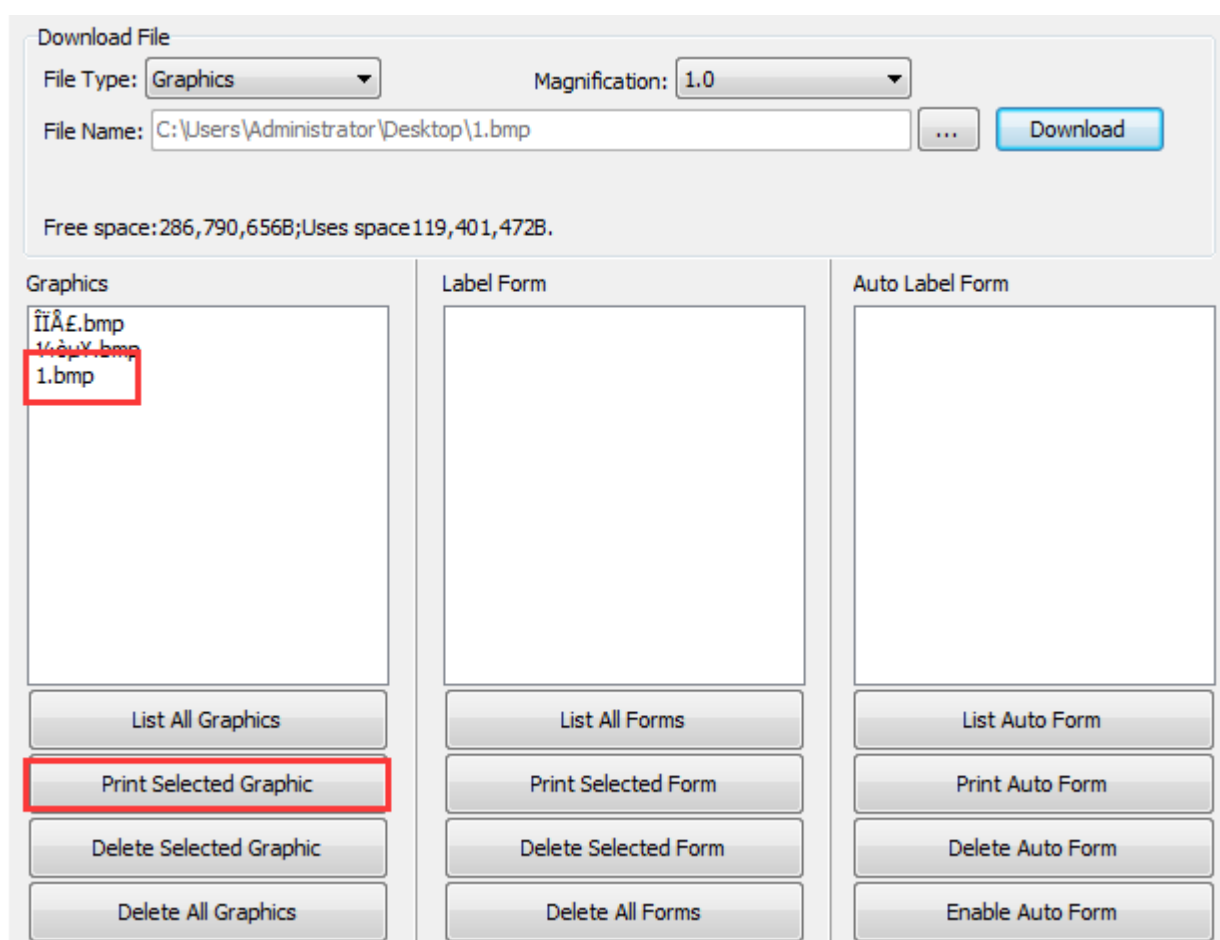 Download File
File Type: Graphics Magnification: 1.0
File Name: C:\Users\Administrator\Desktop\1.bmp ... Download
Free space:286,790,656B;Uses space119,401,472B.
Graphics Label Form Auto Label Form
ÎÏÅ£.bmp
¼òµ¥.bmp
1.bmp
List All Graphics List All Forms List Auto Form
Print Selected Graphic Print Selected Form Print Auto Form
Delete Selected Graphic Delete Selected Form Delete Auto Form
Delete All Graphics Delete All Forms Enable Auto Form